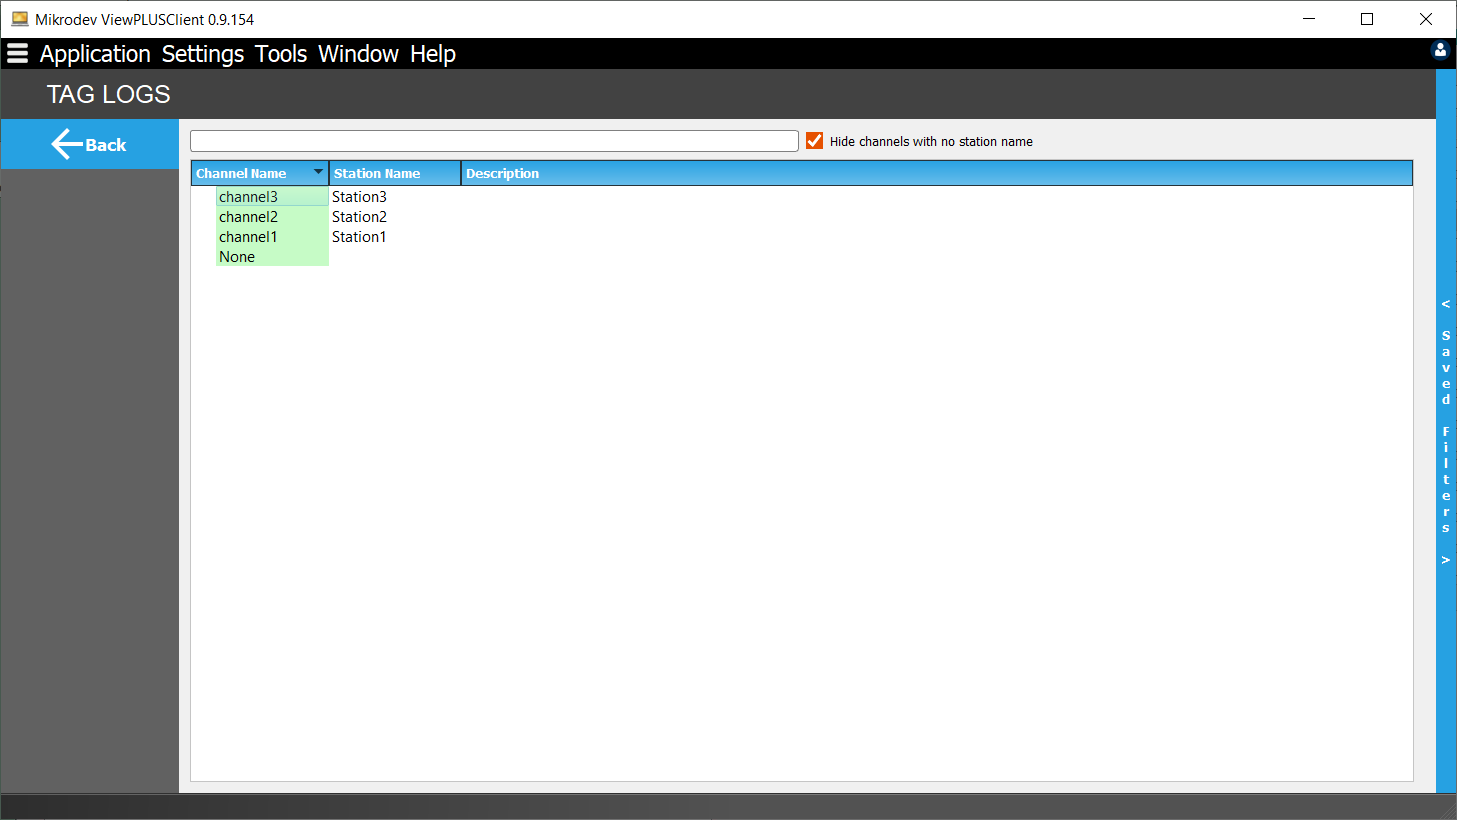 Mikrodev ViewPLUSClient 0.9.154
Application Settings Tools Window Help
TAG LOGS
Back
Hide channels with no station name
Channel Name Station Name Description
channel3 Station3
channel2 Station2
channel1 Station1
None
< Saved Filters >